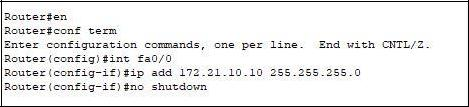 Router#en
Router#conf term
Enter configuration commands, one per line.  End with CNTL/Z.
Router(config)#int fa0/0
Router(config-if)#ip add 172.21.10.10 255.255.255.0
Router(config-if)#no shutdown